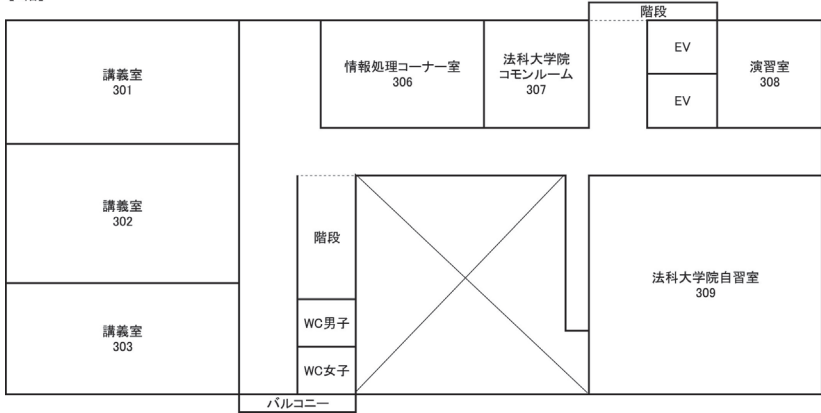 階段
講義室
301
情報処理コーナー室
306
法科大学院
コモンルーム
307
EV
EV
演習室
308
講義室
302
階段
法科大学院自習室
309
講義室
303
WC男子
WC女子
バルコニー